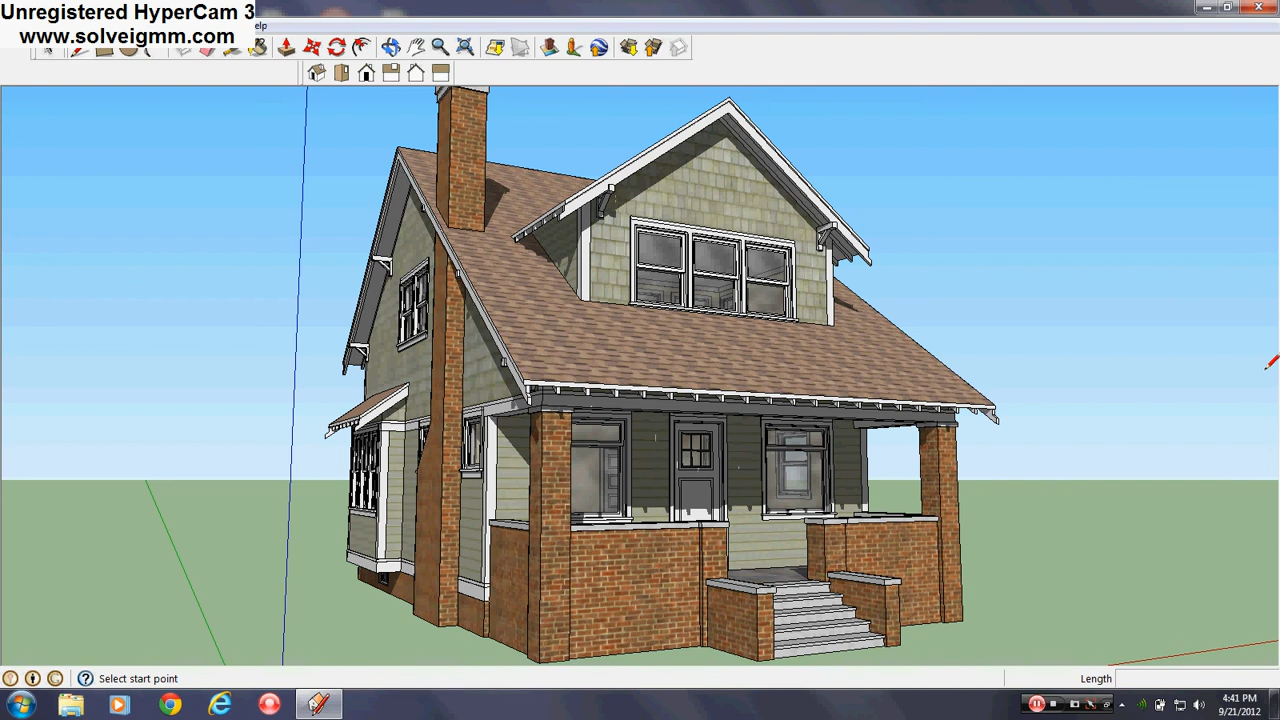 Unregistered HyperCam 3
www.solveigmm.com
elp
Select start point
Length
4:41 PM
9/21/2012